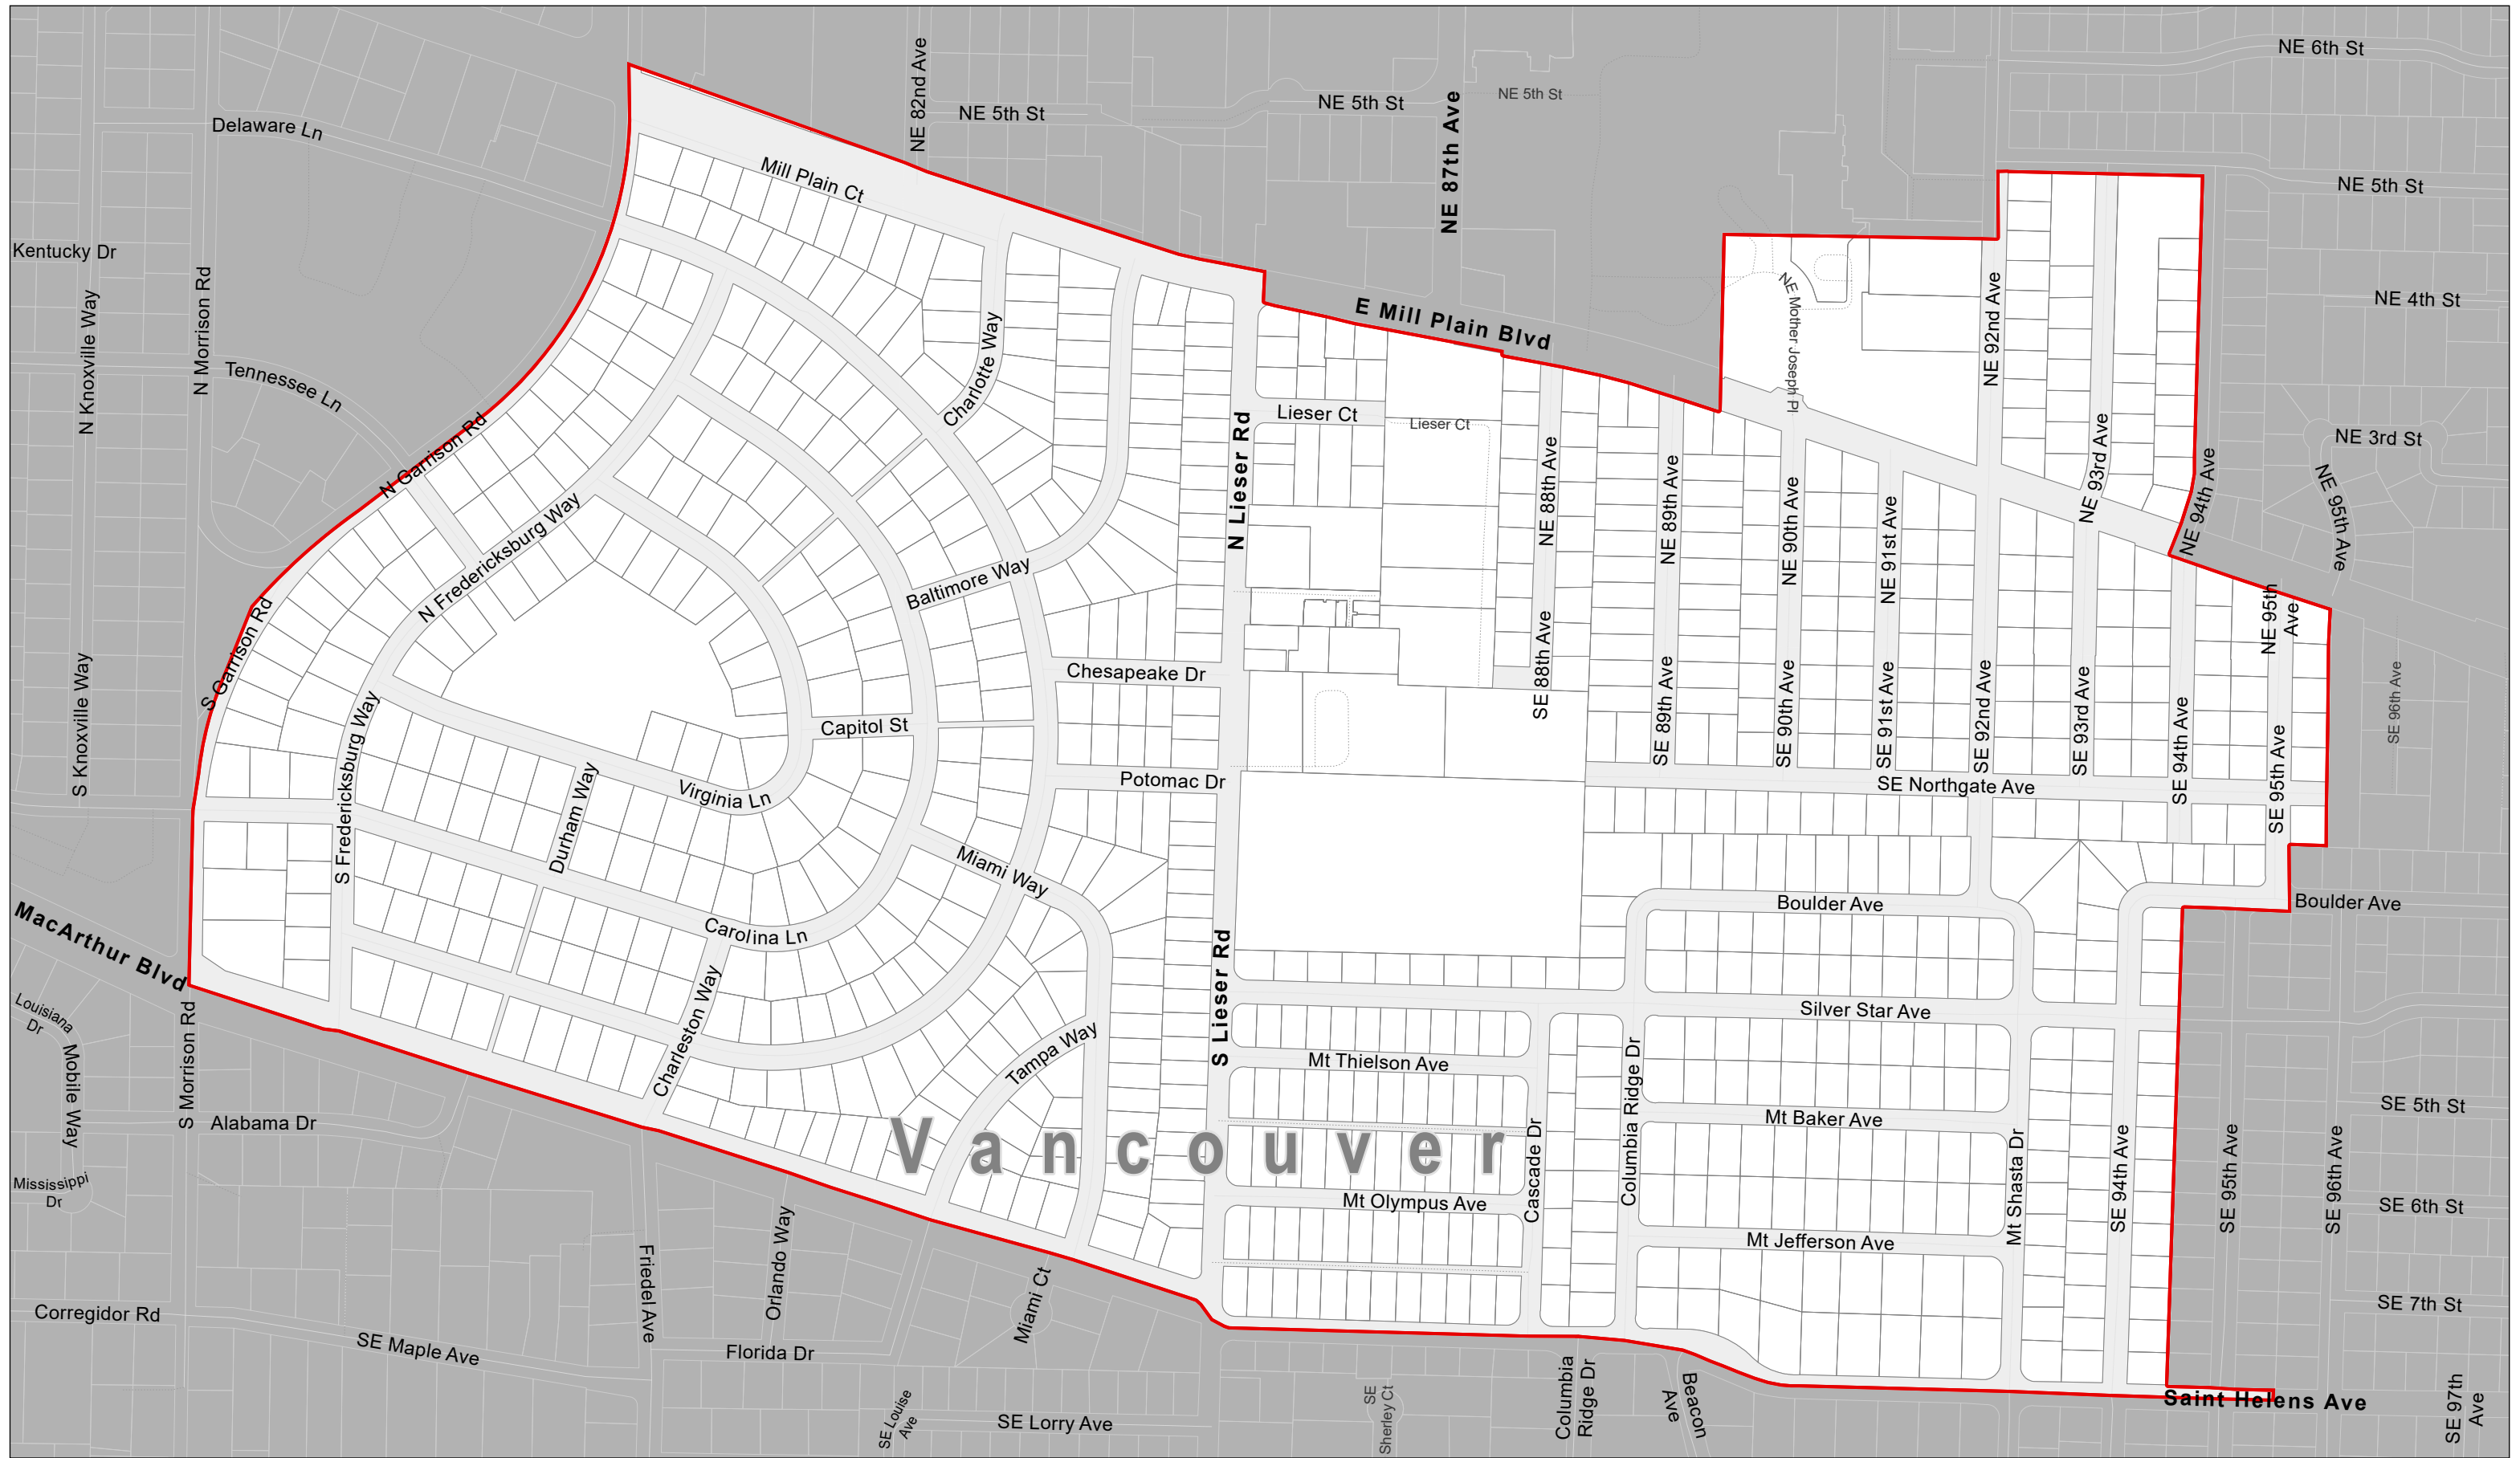 NE 6th St
NE 82nd Ave
NE 5th St
NE 5th St
NE 5th St
NE 87th Ave
Delaware Ln
Mill Plain Ct
NE 5th St
Kentucky Dr
N Knoxville Way
N Morrison Rd
E Mill Plain Blvd
NE Mother Joseph Pl
NE 92nd Ave
NE 4th St
Charlotte Way
Tennessee Ln
Lieser Ct
Lieser Ct
N Lieser Rd
NE 3rd St
N Garrison Rd
NE 88th Ave
NE 89th Ave
NE 90th Ave
NE 91st Ave
NE 93rd Ave
NE 94th Ave
NE 95th Ave
N Fredericksburg Way
Baltimore Way
NE 95th
Ave
S Garrison Rd
S Knoxville Way
Chesapeake Dr
SE 88th Ave
SE 89th Ave
SE 90th Ave
SE 91st Ave
SE 92nd Ave
SE 93rd Ave
SE 94th Ave
SE 95th Ave
SE 96th Ave
Capitol St
S Fredericksburg Way
Durham Way
Virginia Ln
Potomac Dr
SE Northgate Ave
Miami Way
MacArthur Blvd
Carolina Ln
Boulder Ave
Boulder Ave
S Lieser Rd
Silver Star Ave
Louisiana
Dr
Mobile Way
S Morrison Rd
Charleston Way
Tampa Way
Mt Thielson Ave
Columbia Ridge Dr
Alabama Dr
Vancouver
Mt Baker Ave
SE 5th St
Cascade Dr
Mt Shasta Dr
SE 94th Ave
SE 95th Ave
SE 96th Ave
Mississippi
Dr
Mt Olympus Ave
SE 6th St
Mt Jefferson Ave
Friedel Ave
Orlando Way
Miami Ct
Corregidor Rd
SE Maple Ave
Florida Dr
SE 7th St
SE Louise
Ave
SE Lorry Ave
SE
Sherley Ct
Columbia
Ridge Dr
Beacon
Ave
Saint Helens Ave
SE 97th
Ave